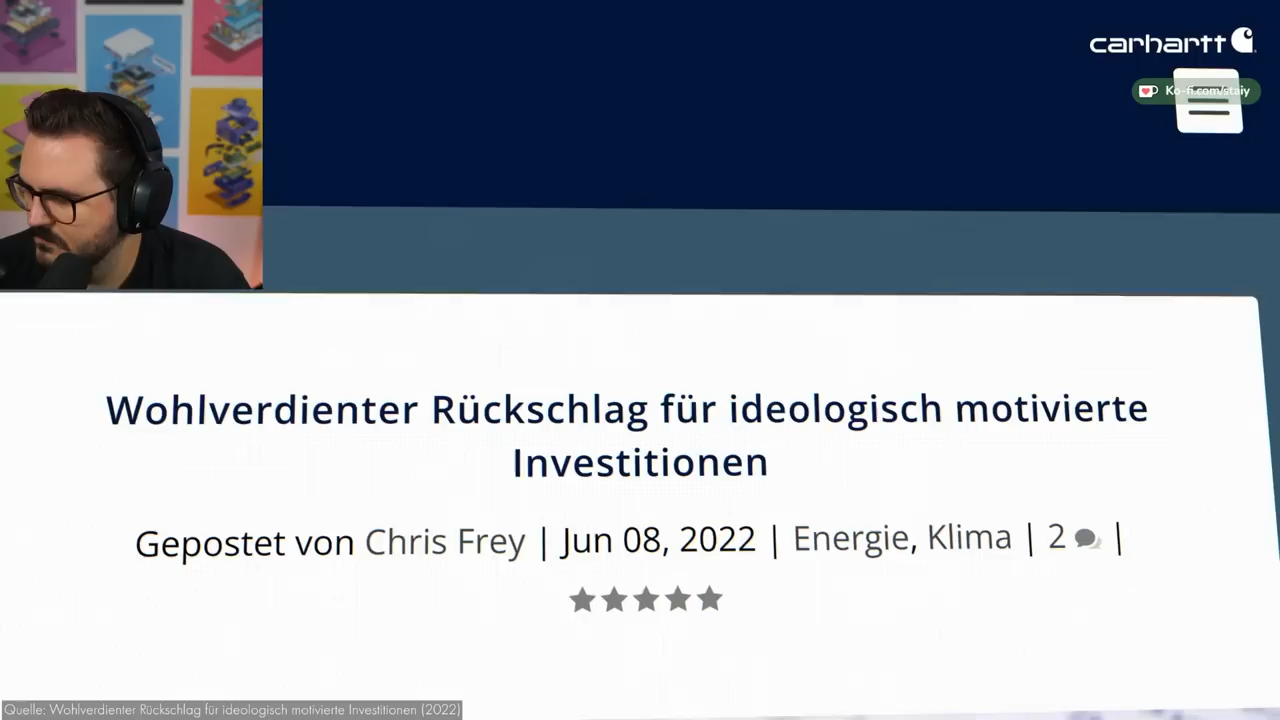 carhartt
Ko-fi.com/staiy
Wohlverdienter Rückschlag für ideologisch motivierte
Investitionen
Gepostet von Chris Frey | Jun 08, 2022 | Energie, Klima | 2 |
Quelle: Wohlverdienter Rückschlag für ideologisch motivierte Investitionen (2022)